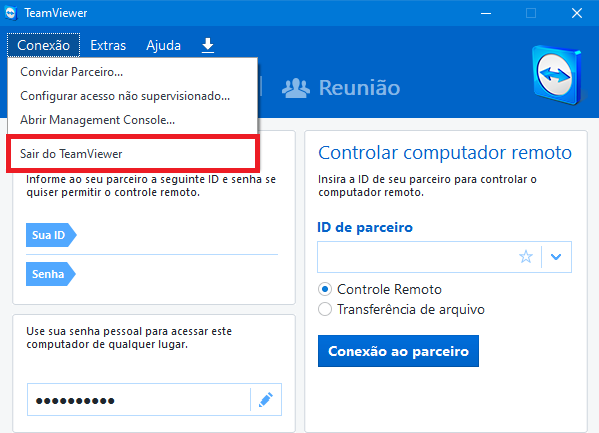 TeamViewer
Conexão Extras Ajuda
Convidar Parceiro...
Configurar acesso não supervisionado...
Abrir Management Console...
Sair do TeamViewer
Reunião
Informe ao seu parceiro a seguinte ID e senha se
quiser permitir o controle remoto.
Sua ID
Senha
Use sua senha pessoal para acessar este
computador de qualquer lugar.
Controlar computador remoto
Insira a ID de seu parceiro para controlar o
computador remoto.
ID de parceiro
Controle Remoto
Transferência de arquivo
Conexão ao parceiro